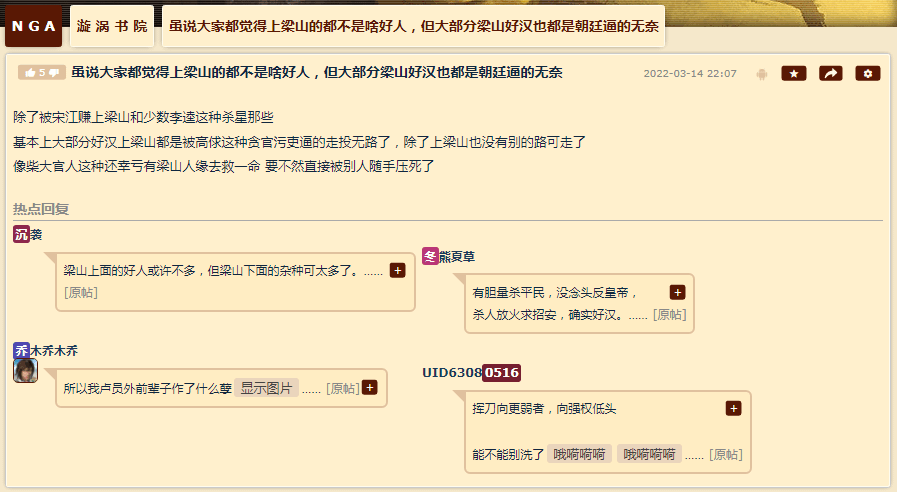 NGA 漩涡书院 虽说大家都觉得上梁山的都不是啥好人，但大部分梁山好汉也都是朝廷逼的无奈
5 虽说大家都觉得上梁山的都不是啥好人，但大部分梁山好汉也都是朝廷逼的无奈 2022-03-14 22:07
除了被宋江赚上梁山和少数李逵这种杀星那些
基本上大部分好汉上梁山都是被高俅这种贪官污吏逼的走投无路了，除了上梁山也没有别的路可走了
像柴大官人这种还幸亏有梁山人缘去救一命 要不然直接被别人随手压死了
热点回复
沉袭
梁山上面的好人或许不多，但梁山下面的杂种可太多了。...... +
[原帖]
冬熊夏草
有胆量杀平民，没念头反皇帝， +
杀人放火求招安，确实好汉。...... [原帖]
乔木乔木乔
所以我卢员外前辈子作了什么孽 显示图片 ...... [原帖] +
UID63080516
挥刀向更弱者，向强权低头 +
能不能别洗了 哦嗬嗬嗬 哦嗬嗬嗬 ...... [原帖]